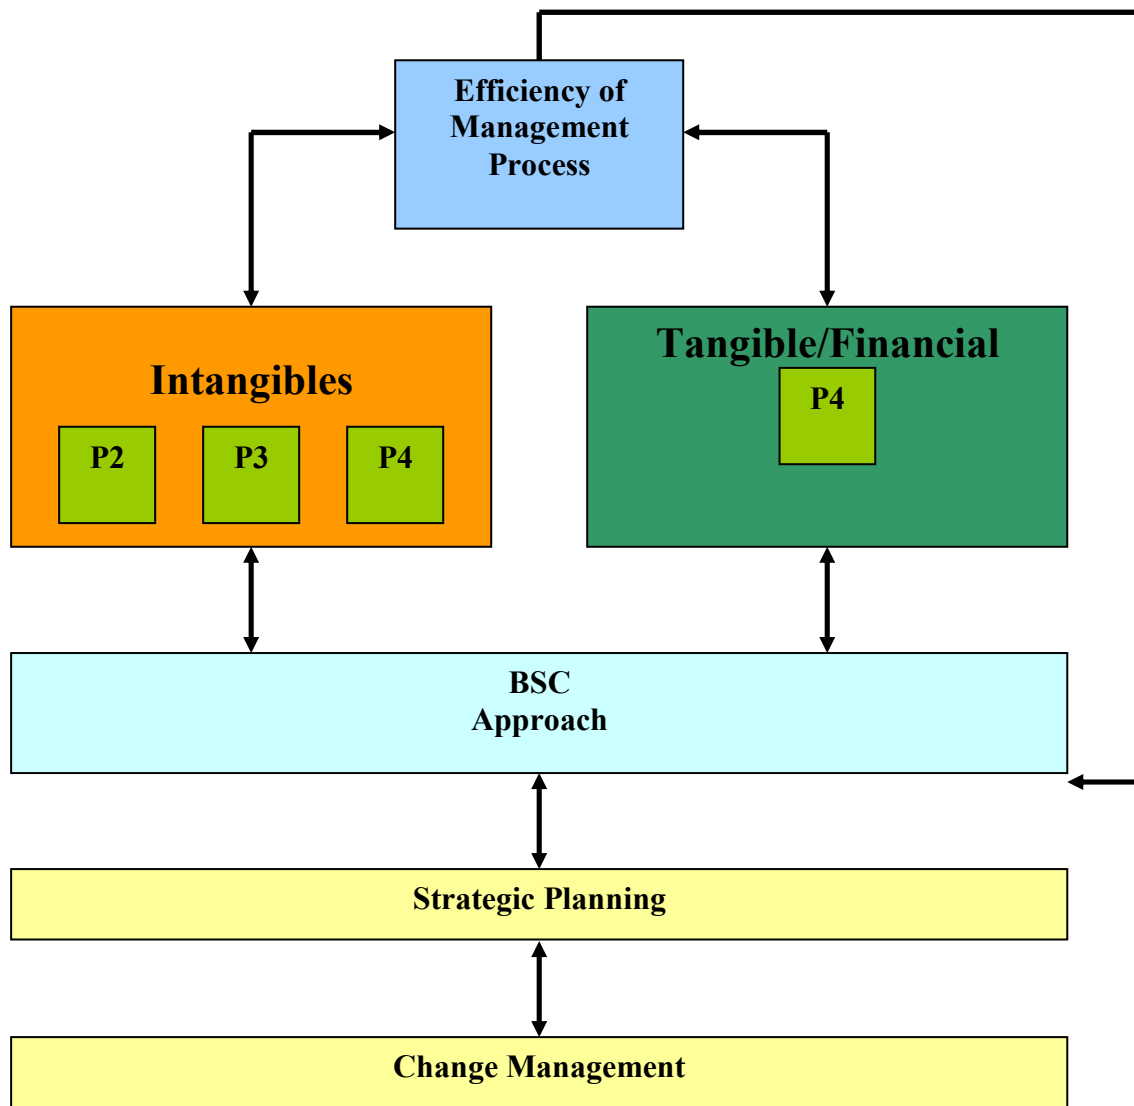 Efficiency of
Management
Process
Intangibles
P2
P3
P4
Tangible/Financial
P4
BSC
Approach
Strategic Planning
Change Management